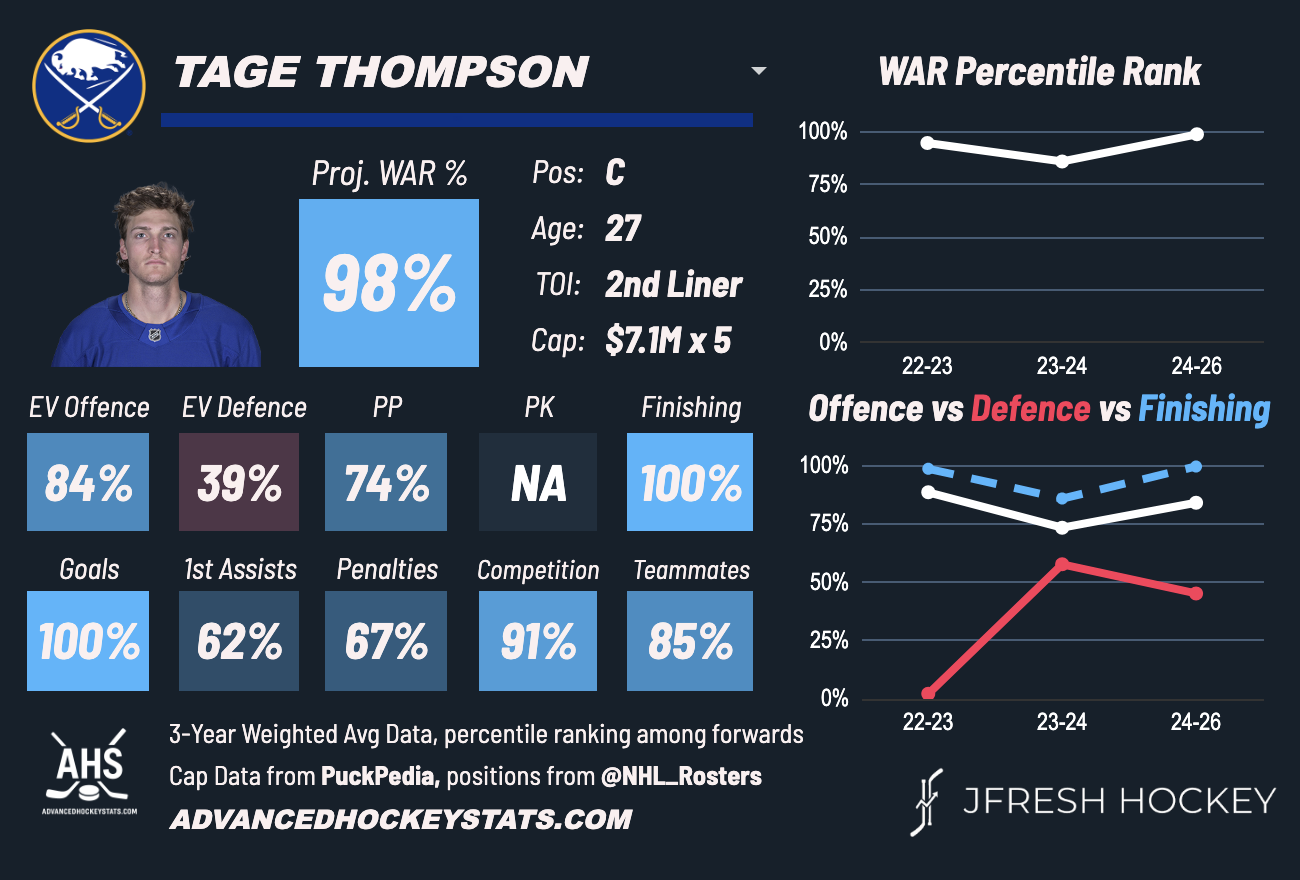 TAGE THOMPSON
Proj. WAR %
98%
Pos: C
Age: 27
TOI: 2nd Liner
Cap: $7.1M x 5
EV Offence EV Defence PP PK Finishing
84% 39% 74% NA 100%
Goals 1st Assists Penalties Competition Teammates
100% 62% 67% 91% 85%
3-Year Weighted Avg Data, percentile ranking among forwards
Cap Data from PuckPedia, positions from @NHL_Rosters
ADVANCEDHOCKEYSTATS.COM
AHS
ADVANCEDHOCKEYSTATS.COM
WAR Percentile Rank
100%
75%
50%
25%
0%
22-23 23-24 24-26
Offence vs Defence vs Finishing
100%
75%
50%
25%
0%
22-23 23-24 24-26
JFRESH HOCKEY